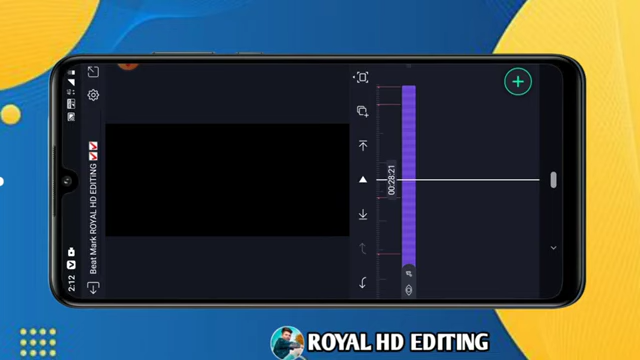 2:12
Beat Mark ROYAL HD EDITING ✅✅
00:28:21
ROYAL HD EDITING